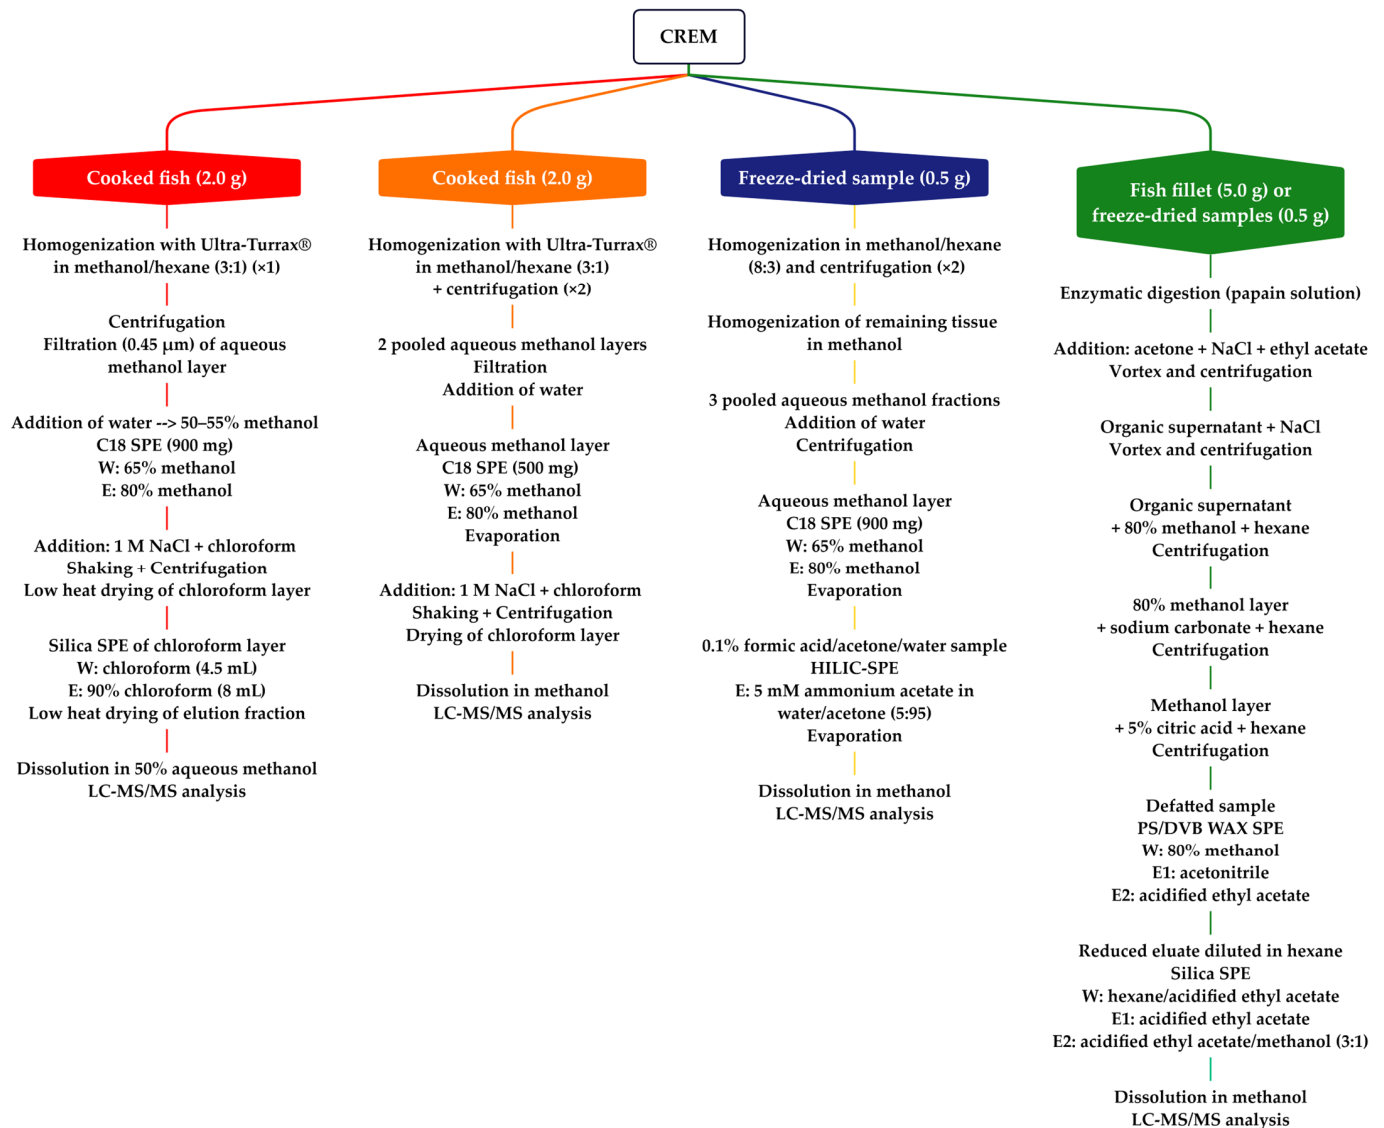 CREM
Cooked fish (2.0 g)
Homogenization with Ultra-Turrax®
in methanol/hexane (3:1) (×1)
Centrifugation
Filtration (0.45 µm) of aqueous
methanol layer
Addition of water --> 50–55% methanol
C18 SPE (900 mg)
W: 65% methanol
E: 80% methanol
Addition: 1 M NaCl + chloroform
Shaking + Centrifugation
Low heat drying of chloroform layer
Silica SPE of chloroform layer
W: chloroform (4.5 mL)
E: 90% chloroform (8 mL)
Low heat drying of elution fraction
Dissolution in 50% aqueous methanol
LC-MS/MS analysis
Cooked fish (2.0 g)
Homogenization with Ultra-Turrax®
in methanol/hexane (3:1)
+ centrifugation (×2)
2 pooled aqueous methanol layers
Filtration
Addition of water
Aqueous methanol layer
C18 SPE (500 mg)
W: 65% methanol
E: 80% methanol
Evaporation
Addition: 1 M NaCl + chloroform
Shaking + Centrifugation
Drying of chloroform layer
Dissolution in methanol
LC-MS/MS analysis
Freeze-dried sample (0.5 g)
Homogenization in methanol/hexane
(8:3) and centrifugation (×2)
Homogenization of remaining tissue
in methanol
3 pooled aqueous methanol fractions
Addition of water
Centrifugation
Aqueous methanol layer
C18 SPE (900 mg)
W: 65% methanol
E: 80% methanol
Evaporation
0.1% formic acid/acetone/water sample
HILIC-SPE
E: 5 mM ammonium acetate in
water/acetone (5:95)
Evaporation
Dissolution in methanol
LC-MS/MS analysis
Fish fillet (5.0 g) or
freeze-dried samples (0.5 g)
Enzymatic digestion (papain solution)
Addition: acetone + NaCl + ethyl acetate
Vortex and centrifugation
Organic supernatant + NaCl
Vortex and centrifugation
Organic supernatant
+ 80% methanol + hexane
Centrifugation
80% methanol layer
+ sodium carbonate + hexane
Centrifugation
Methanol layer
+ 5% citric acid + hexane
Centrifugation
Defatted sample
PS/DVB WAX SPE
W: 80% methanol
E1: acetonitrile
E2: acidified ethyl acetate
Reduced eluate diluted in hexane
Silica SPE
W: hexane/acidified ethyl acetate
E1: acidified ethyl acetate
E2: acidified ethyl acetate/methanol (3:1)
Dissolution in methanol
LC-MS/MS analysis